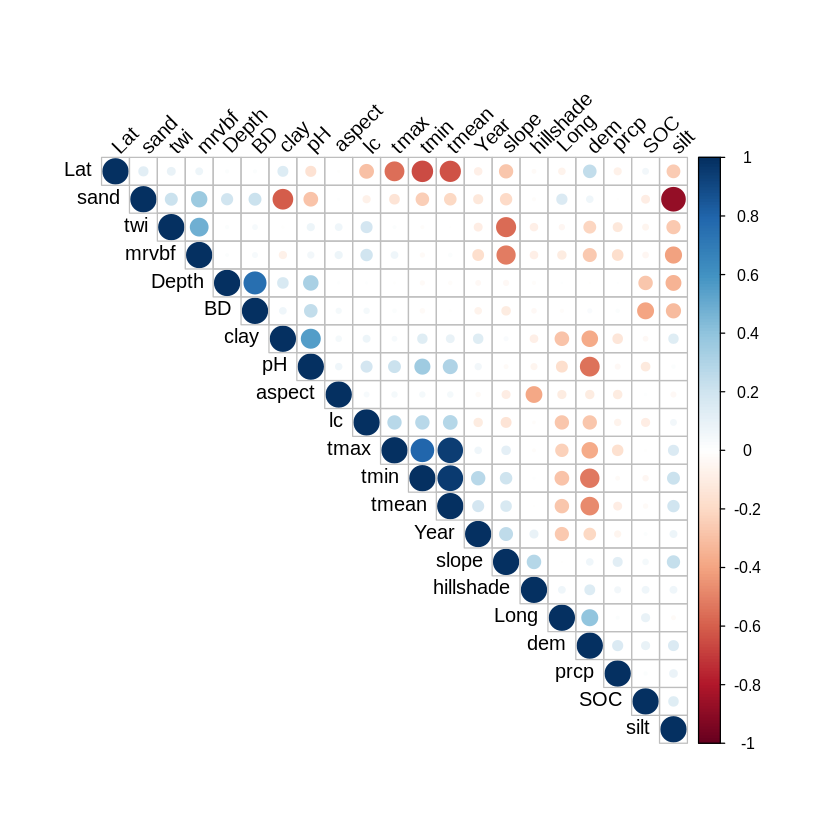 Lat
sand
twi
mrvbf
Depth
BD
clay
pH
aspect
lc
tmax
tmin
tmean
Year
slope
hillshade
Long
dem
prcp
SOC
silt
Lat
sand
twi
mrvbf
Depth
BD
clay
pH
aspect
lc
tmax
tmin
tmean
Year
slope
hillshade
Long
dem
prcp
SOC
silt
1
0.8
0.6
0.4
0.2
0
-0.2
-0.4
-0.6
-0.8
-1